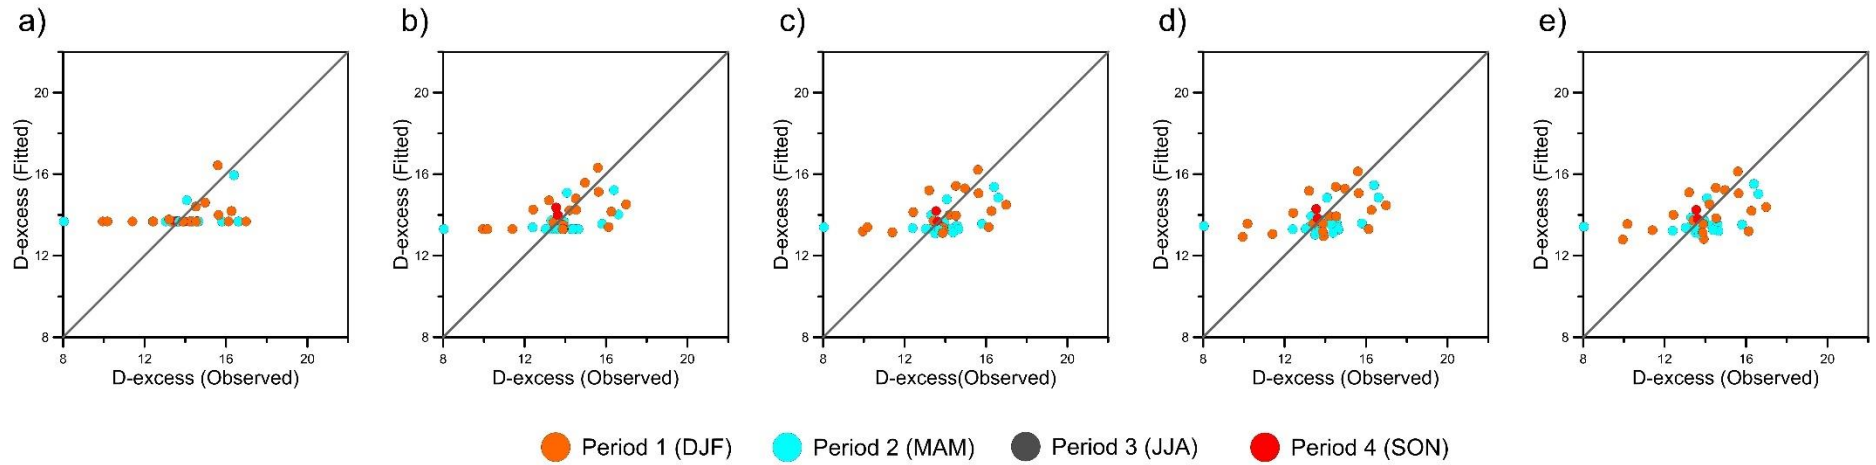 a)
b)
c)
d)
e)
D-excess (Fitted)
20
16
12
8
8 12 16 20
D-excess (Observed)
D-excess (Fitted)
20
16
12
8
8 12 16 20
D-excess (Observed)
D-excess (Fitted)
20
16
12
8
8 12 16 20
D-excess(Observed)
D-excess (Fitted)
20
16
12
8
8 12 16 20
D-excess (Observed)
D-excess (Fitted)
20
16
12
8
8 12 16 20
D-excess (Observed)
Period 1 (DJF) Period 2 (MAM) Period 3 (JJA) Period 4 (SON)